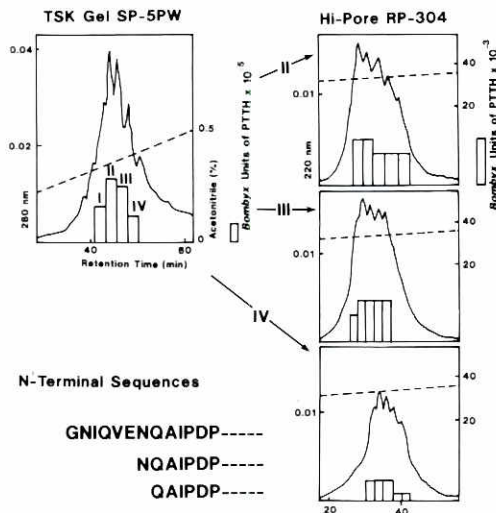 TSK Gel SP-5PW
Hi-Pore RP-304
0.04
0.02
280 nm
I
II
III
IV
0.5
0
Acetonitrile (%)
Bombyx Units of PTTH × 10⁻⁵
40
60
Retention Time (min)
II
0.01
220 nm
40
20
Bombyx Units of PTTH × 10⁻³
III
0.01
40
20
IV
0.01
40
20
20
40
N-Terminal Sequences
GNIQVENQAIPDP-----
NQAIPDP-----
QAIPDP-----